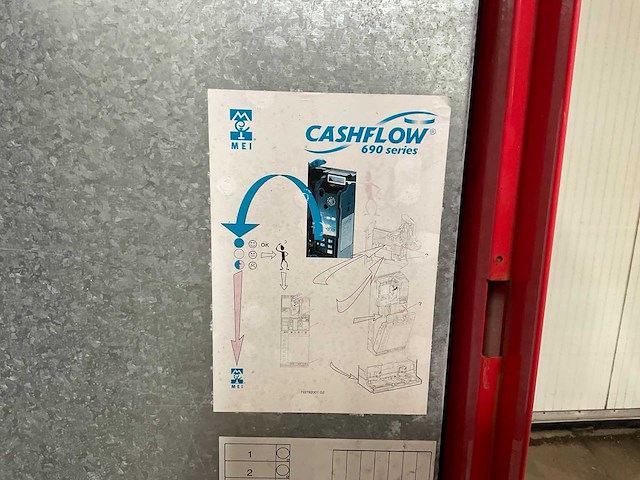 MEI
CASHFLOW®
690 series
OK
MEI
1
2